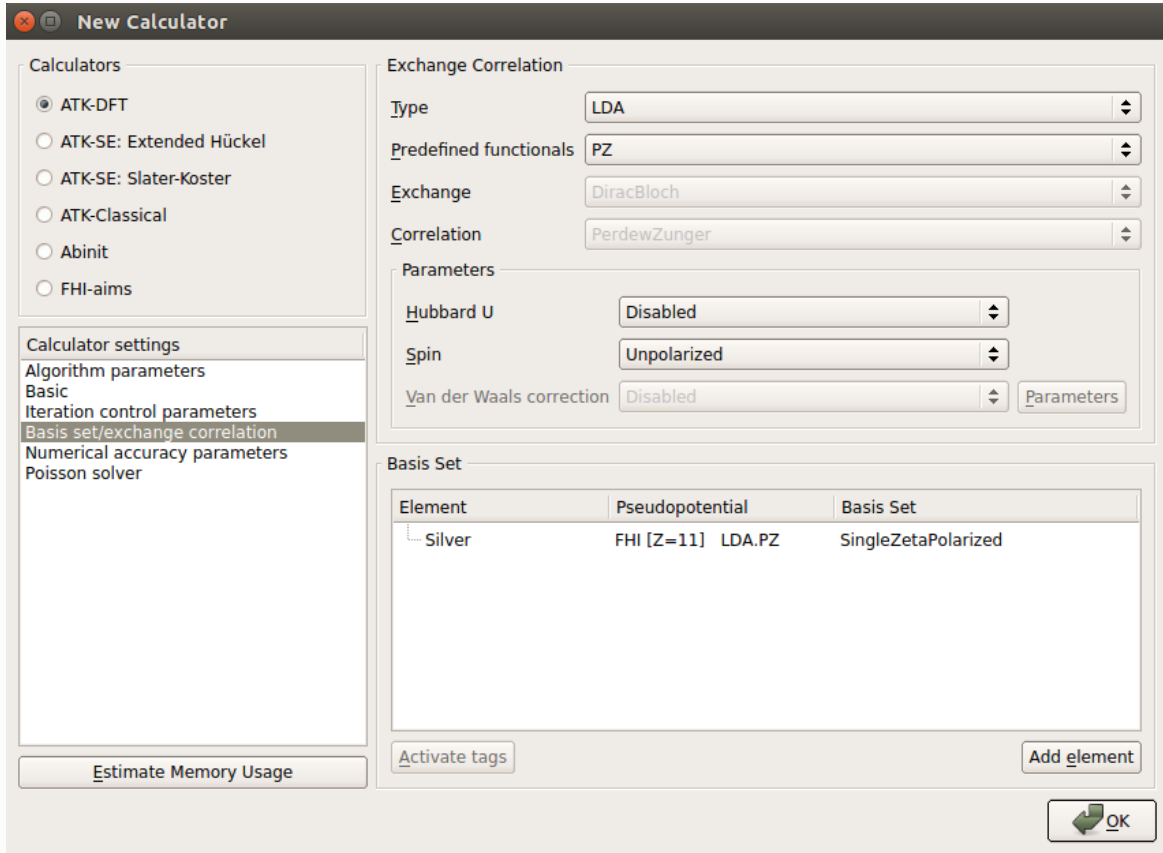 New Calculator
Calculators
ATK-DFT
ATK-SE: Extended Hückel
ATK-SE: Slater-Koster
ATK-Classical
Abinit
FHI-aims
Calculator settings
Algorithm parameters
Basic
Iteration control parameters
Basis set/exchange correlation
Numerical accuracy parameters
Poisson solver
Estimate Memory Usage
Exchange Correlation
Type LDA
Predefined functionals PZ
Exchange DiracBloch
Correlation PerdewZunger
Parameters
Hubbard U Disabled
Spin Unpolarized
Van der Waals correction Disabled Parameters
Basis Set
Element Pseudopotential Basis Set
Silver FHI [Z=11] LDA.PZ SingleZetaPolarized
Activate tags Add element
OK